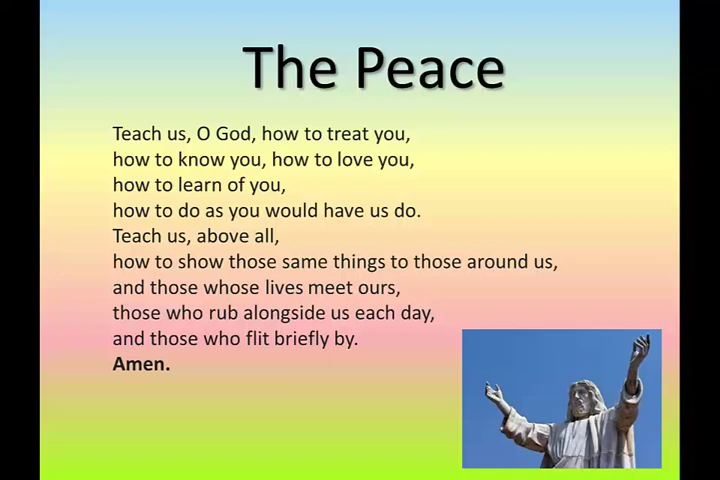 The Peace
Teach us, O God, how to treat you,
how to know you, how to love you,
how to learn of you,
how to do as you would have us do.
Teach us, above all,
how to show those same things to those around us,
and those whose lives meet ours,
those who rub alongside us each day,
and those who flit briefly by.
Amen.